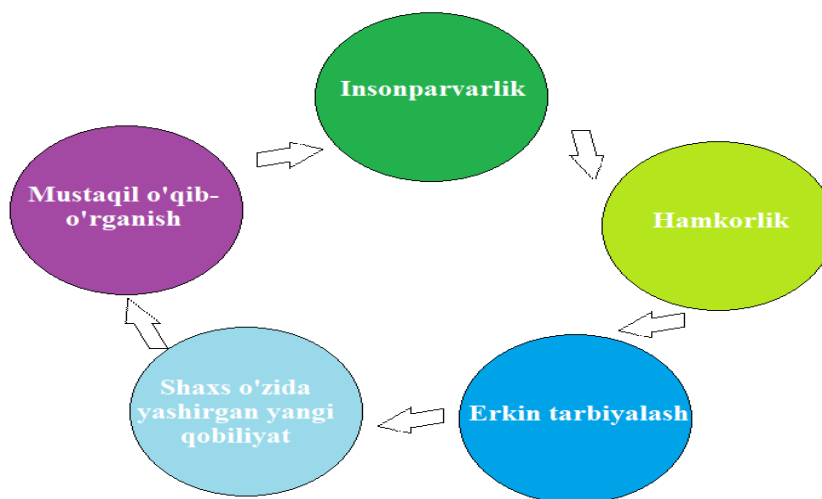 Insonparvarlik
Hamkorlik
Erkin tarbiyalash
Shaxs o'zida
yashirgan yangi
qobiliyat
Mustaqil o'qib-
o'rganish